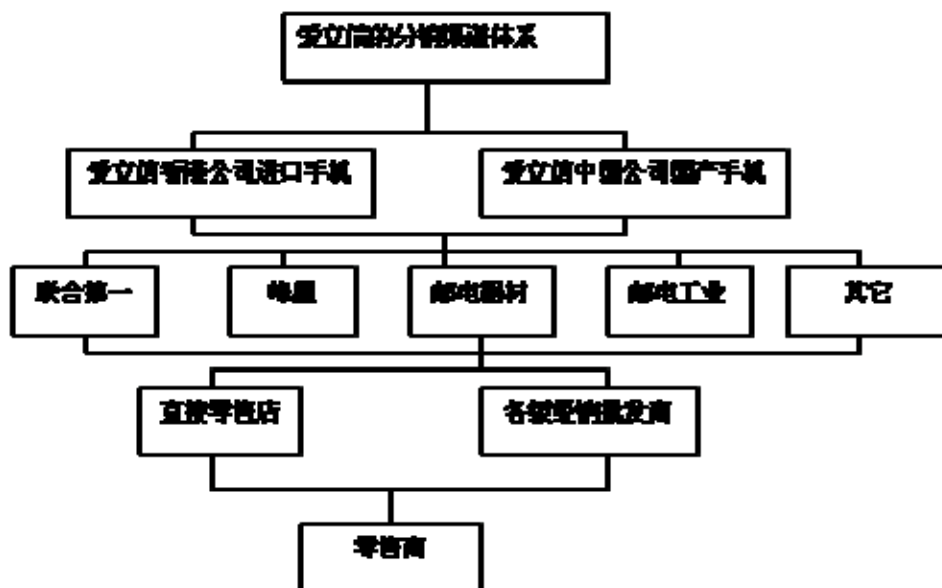 爱立信的分销渠道体系
爱立信香港公司进口手机
爱立信中国公司国产手机
联合第一
蜂星
邮电器材
邮电工业
其它
直接零售店
各级经销批发商
零售商